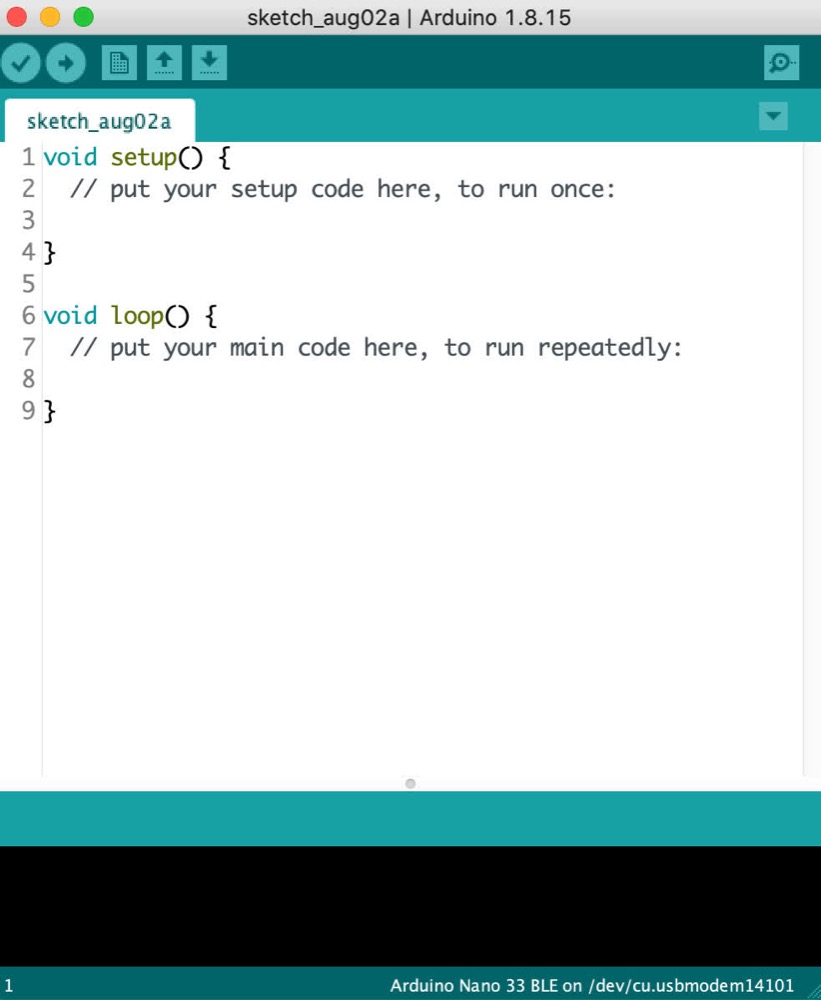 sketch_aug02a | Arduino 1.8.15
sketch_aug02a
1 void setup() {
2   // put your setup code here, to run once:
3
4 }
5
6 void loop() {
7   // put your main code here, to run repeatedly:
8
9 }
1 Arduino Nano 33 BLE on /dev/cu.usbmodem14101